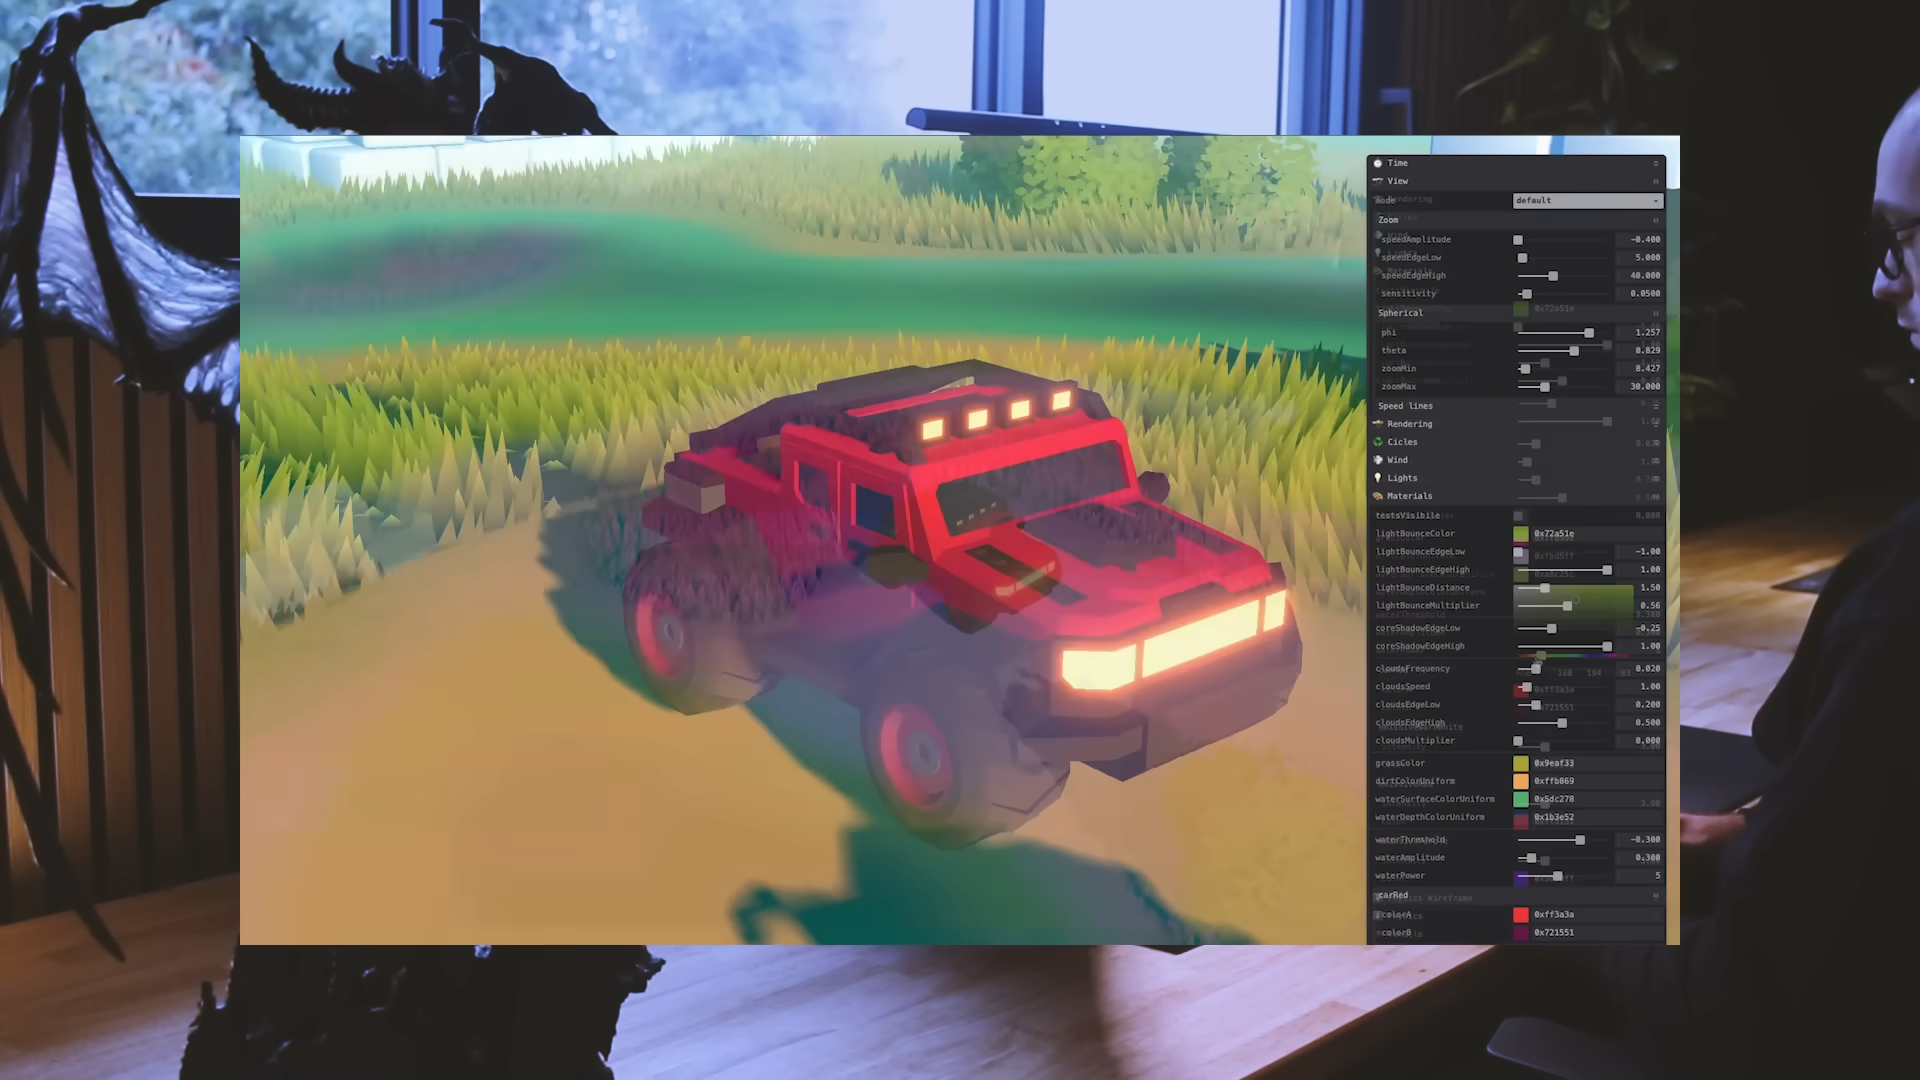 Time
View
mode default
Zoom
speedAmplitude -0.400
speedEdgeLow 5.000
speedEdgeHigh 40.000
sensitivity 0.0500
Spherical
phi 1.257
theta 0.829
zoomMin 8.427
zoomMax 30.000
Speed lines
Rendering
Cicles
Wind
Lights
Materials
testsVisibile
lightBounceColor 0x72a51e
lightBounceEdgeLow -1.00
lightBounceEdgeHigh 1.00
lightBounceDistance 1.50
lightBounceMultiplier 0.56
coreShadowEdgeLow -0.25
coreShadowEdgeHigh 1.00
cloudsFrequency 0.020
cloudsSpeed 1.00
cloudsEdgeLow 0.200
cloudsEdgeHigh 0.500
cloudsMultiplier 0.000
grassColor 0x9eaf33
dirtColorUniform 0xffb869
waterSurfaceColorUniform 0x5dc278
waterDepthColorUniform 0x1b3e52
waterThreshold -0.300
waterAmplitude 0.300
waterPower 5
carRed
colorA 0xff3a3a
colorB 0x721551